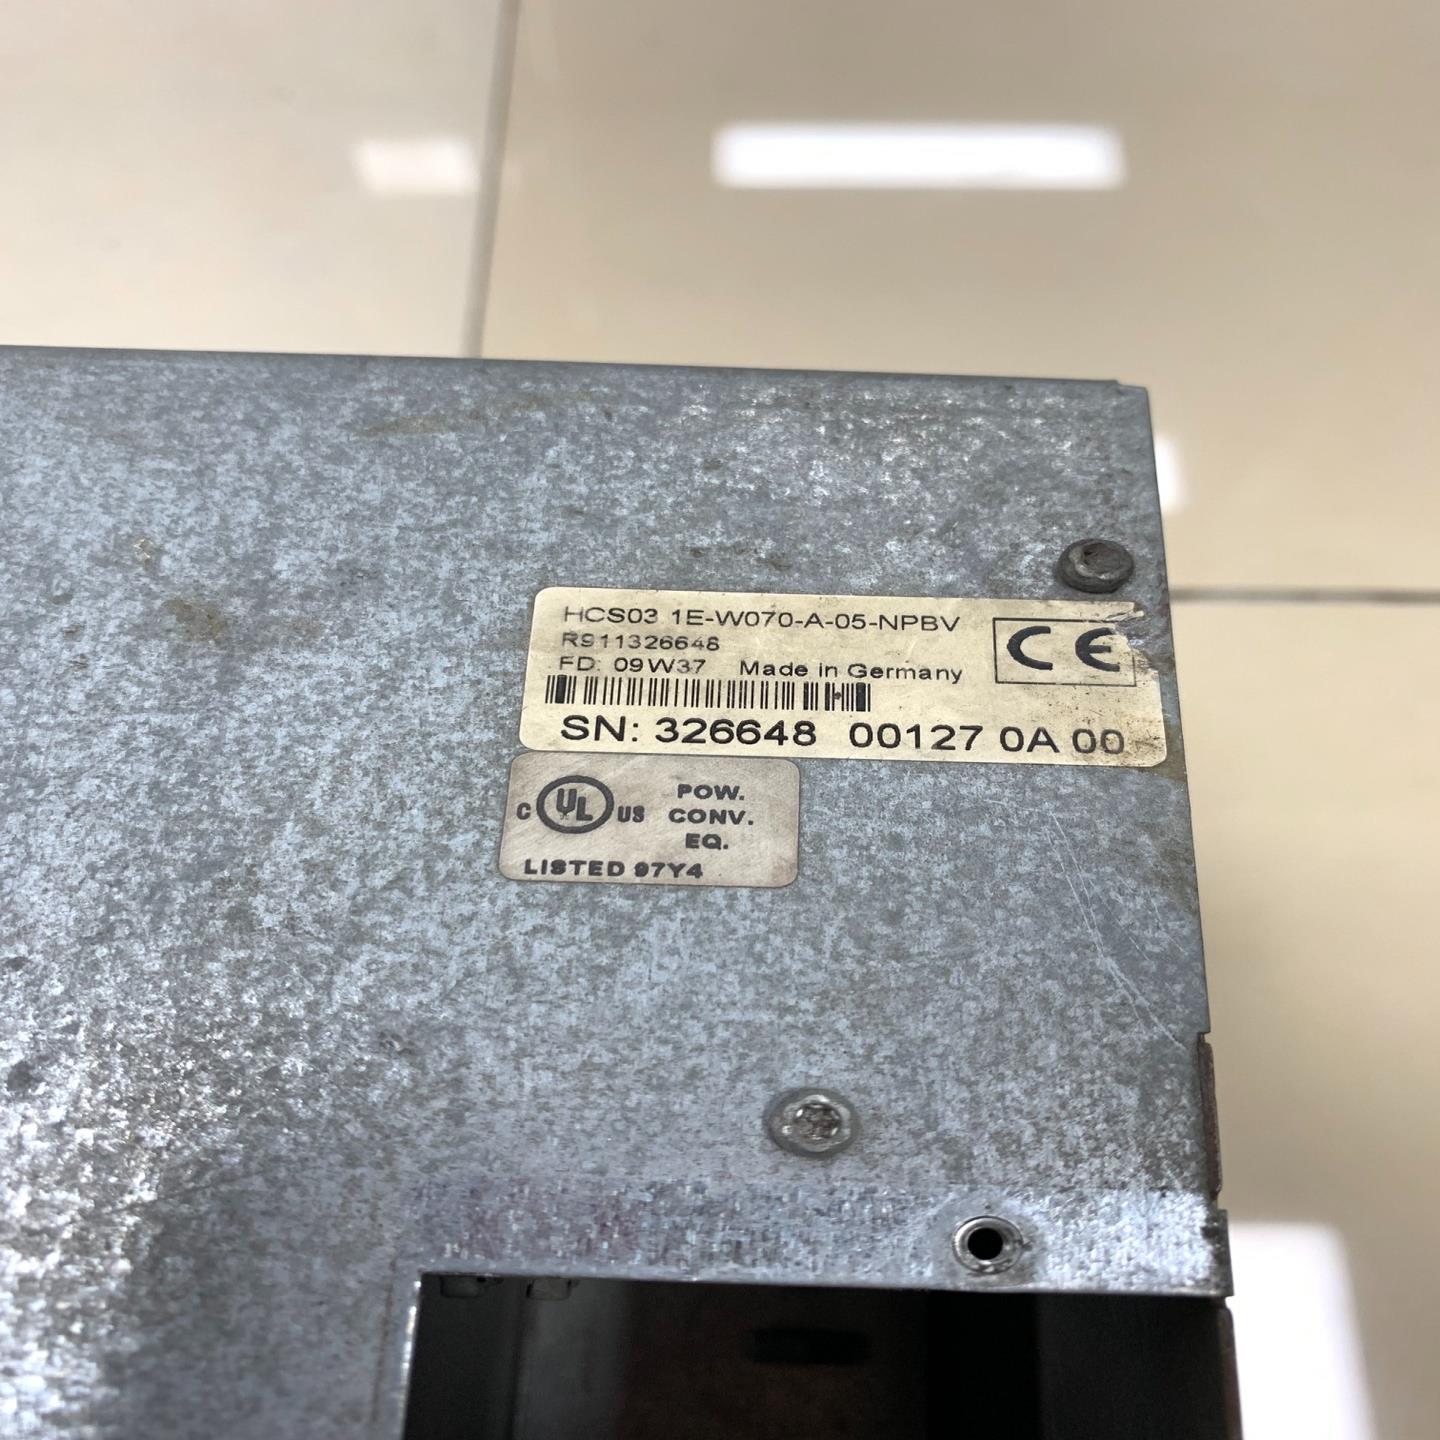 HCS03 1E-W070-A-05-NPBV
R911326648
FD: 09W37 Made in Germany
CE
SN: 326648 00127 0A 00
C UL US
POW.
CONV.
EQ.
LISTED 97Y4